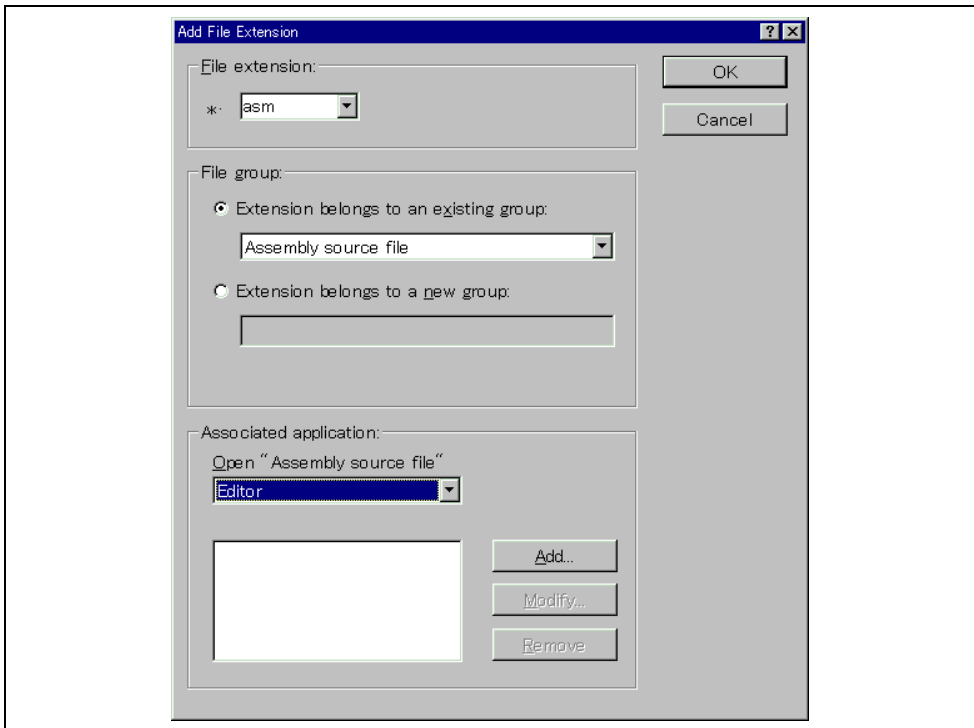 Add File Extension
File extension:
OK
*. asm
Cancel
File group:
Extension belongs to an existing group:
Assembly source file
Extension belongs to a new group:
Associated application:
Open "Assembly source file"
Editor
Add...
Modify...
Remove